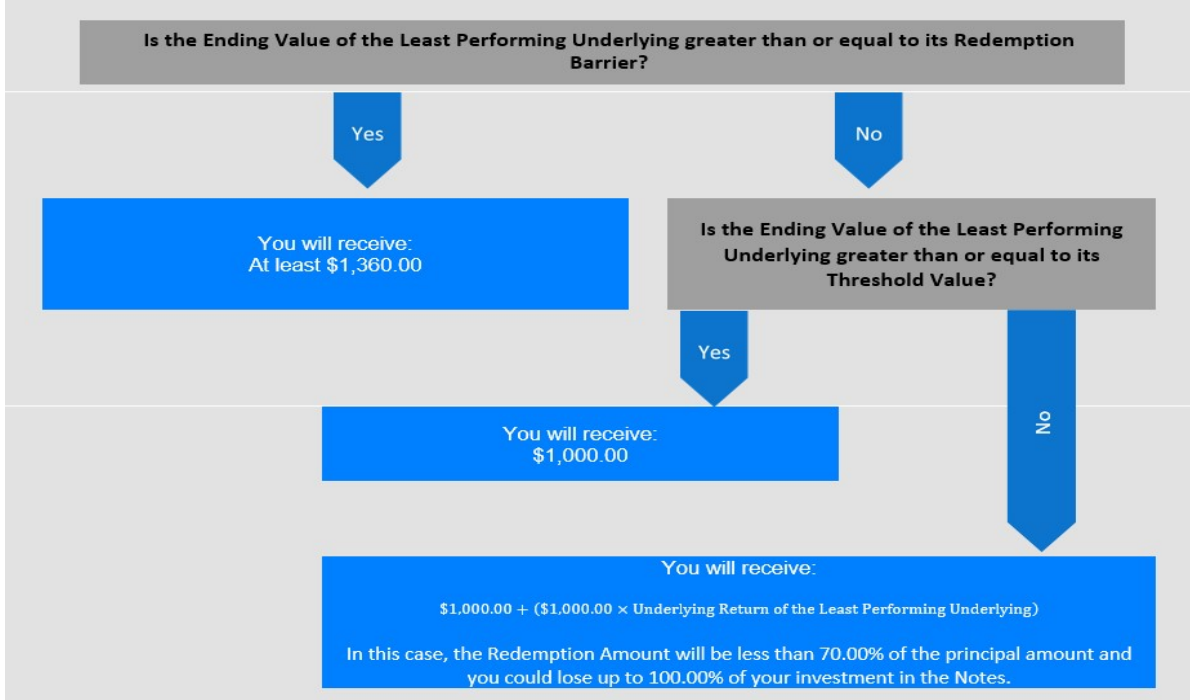 Is the Ending Value of the Least Performing Underlying greater than or equal to its Redemption
Barrier?
Yes
No
You will receive:
At least $1,360.00
Is the Ending Value of the Least Performing
Underlying greater than or equal to its
Threshold Value?
Yes
No
You will receive:
$1,000.00
You will receive:
$1,000.00 + ($1,000.00 × Underlying Return of the Least Performing Underlying)
In this case, the Redemption Amount will be less than 70.00% of the principal amount and
you could lose up to 100.00% of your investment in the Notes.